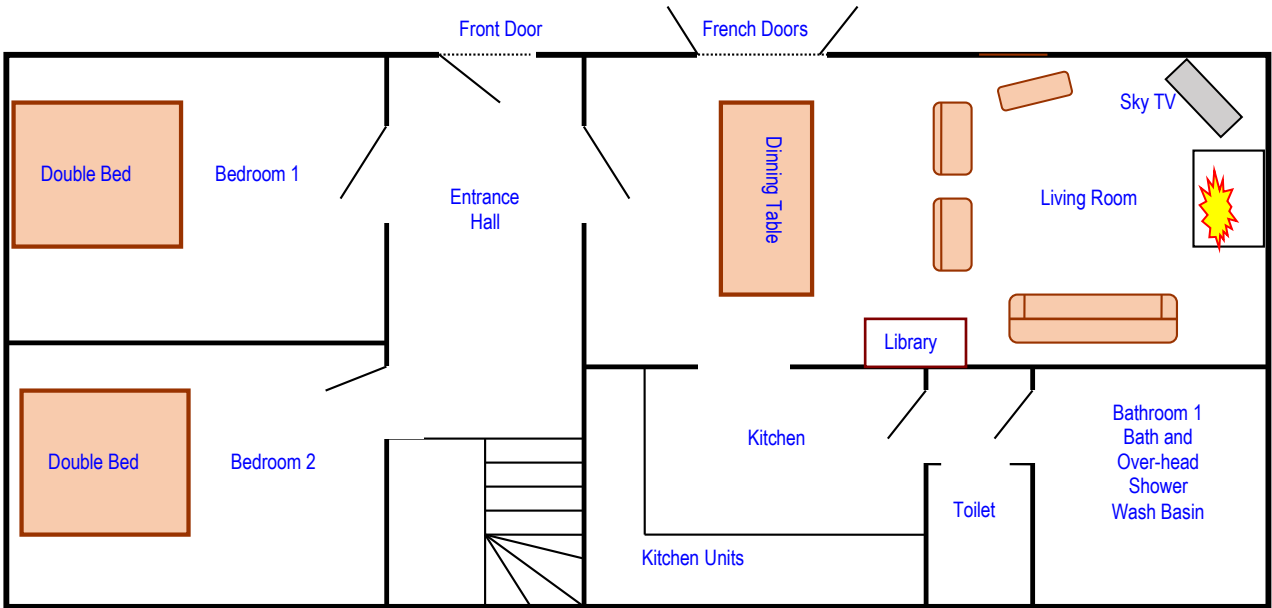 Front Door
French Doors
Sky TV
Double Bed
Bedroom 1
Entrance
Hall
Dinning Table
Living Room
Library
Double Bed
Bedroom 2
Kitchen
Bathroom 1
Bath and
Over-head
Shower
Wash Basin
Toilet
Kitchen Units